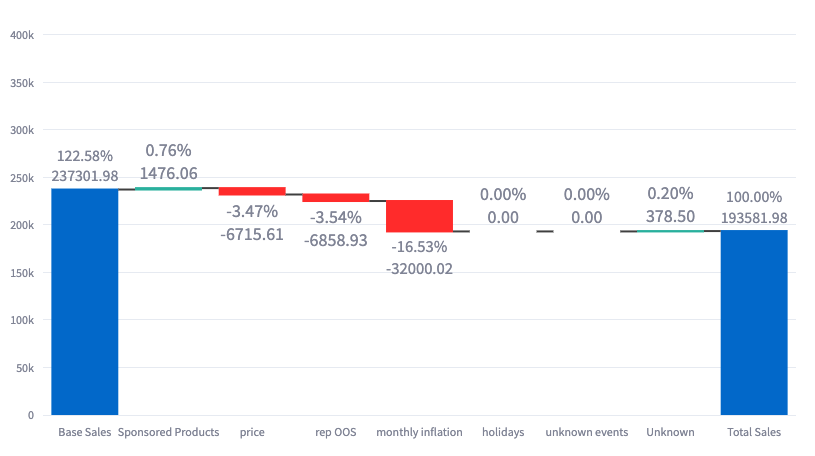 400k
350k
300k
250k
200k
150k
100k
50k
0
122.58%
237301.98
0.76%
1476.06
-3.47%
-6715.61
-3.54%
-6858.93
-16.53%
-32000.02
0.00%
0.00
0.00%
0.00
0.20%
378.50
100.00%
193581.98
Base Sales
Sponsored Products
price
rep OOS
monthly inflation
holidays
unknown events
Unknown
Total Sales